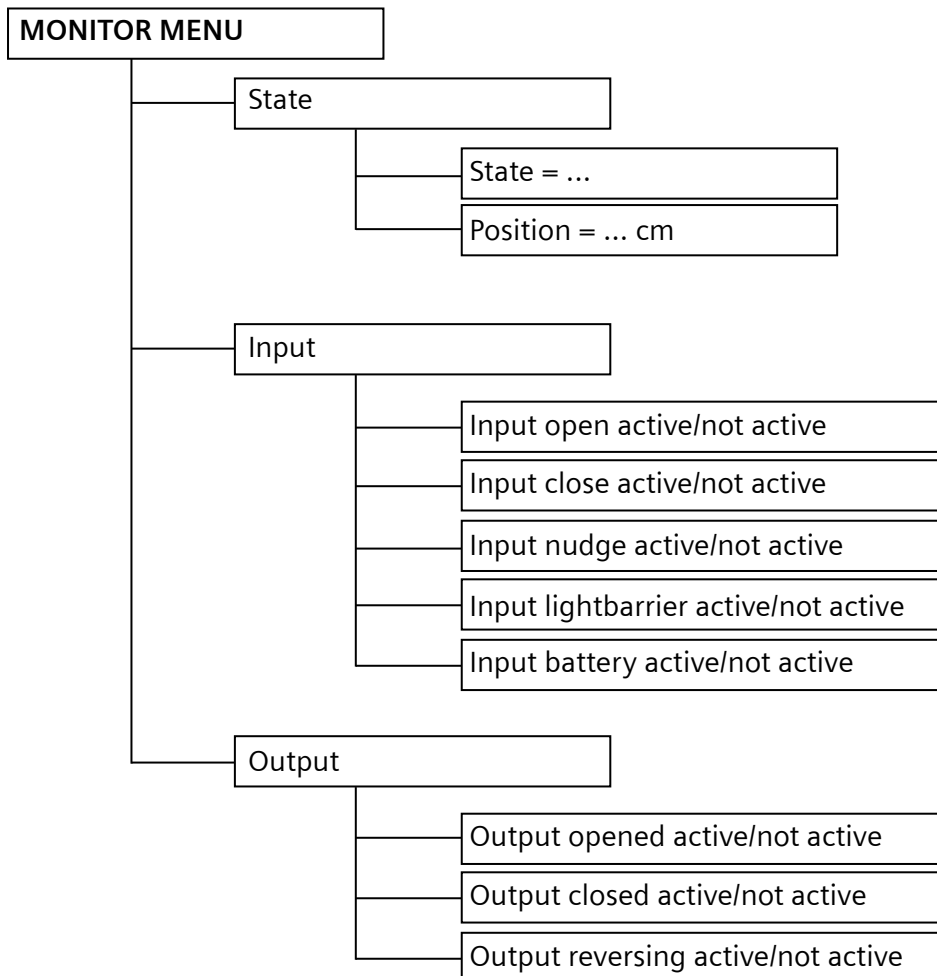 MONITOR MENU
State
State = ...
Position = ... cm
Input
Input open active/not active
Input close active/not active
Input nudge active/not active
Input lightbarrier active/not active
Input battery active/not active
Output
Output opened active/not active
Output closed active/not active
Output reversing active/not active